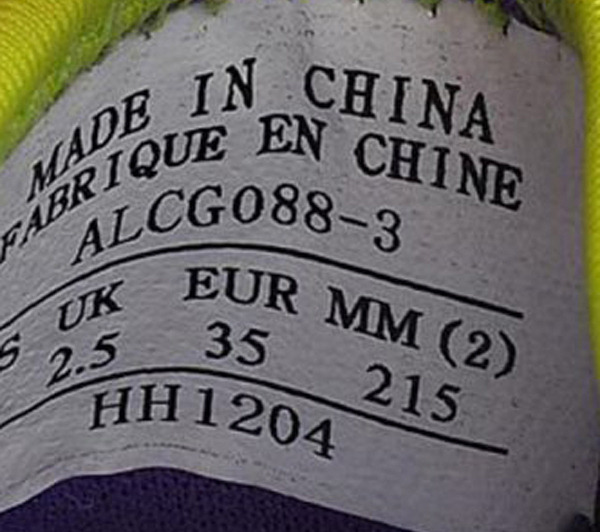 MADE IN CHINA
FABRIQUE EN CHINE
ALCG088-3
S UK EUR MM (2)
2.5 35 215
HH1204